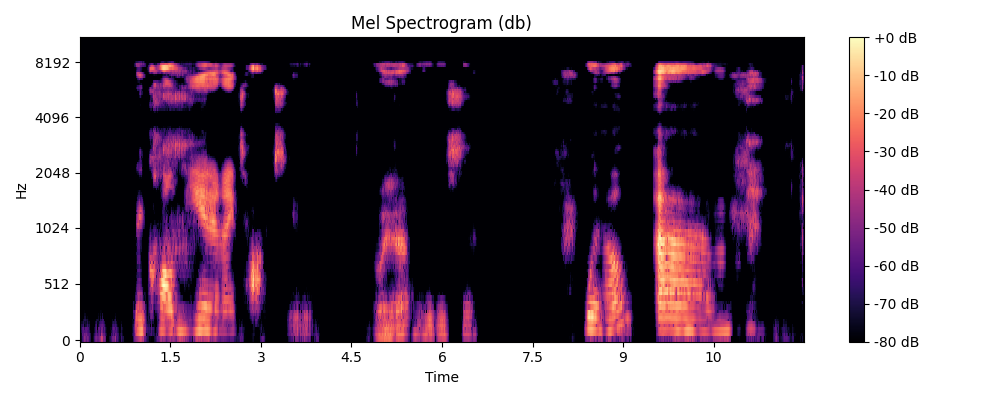 Mel Spectrogram (db)
8192
4096
2048
1024
512
0
Hz
0 1.5 3 4.5 6 7.5 9 10
Time
+0 dB
-10 dB
-20 dB
-30 dB
-40 dB
-50 dB
-60 dB
-70 dB
-80 dB